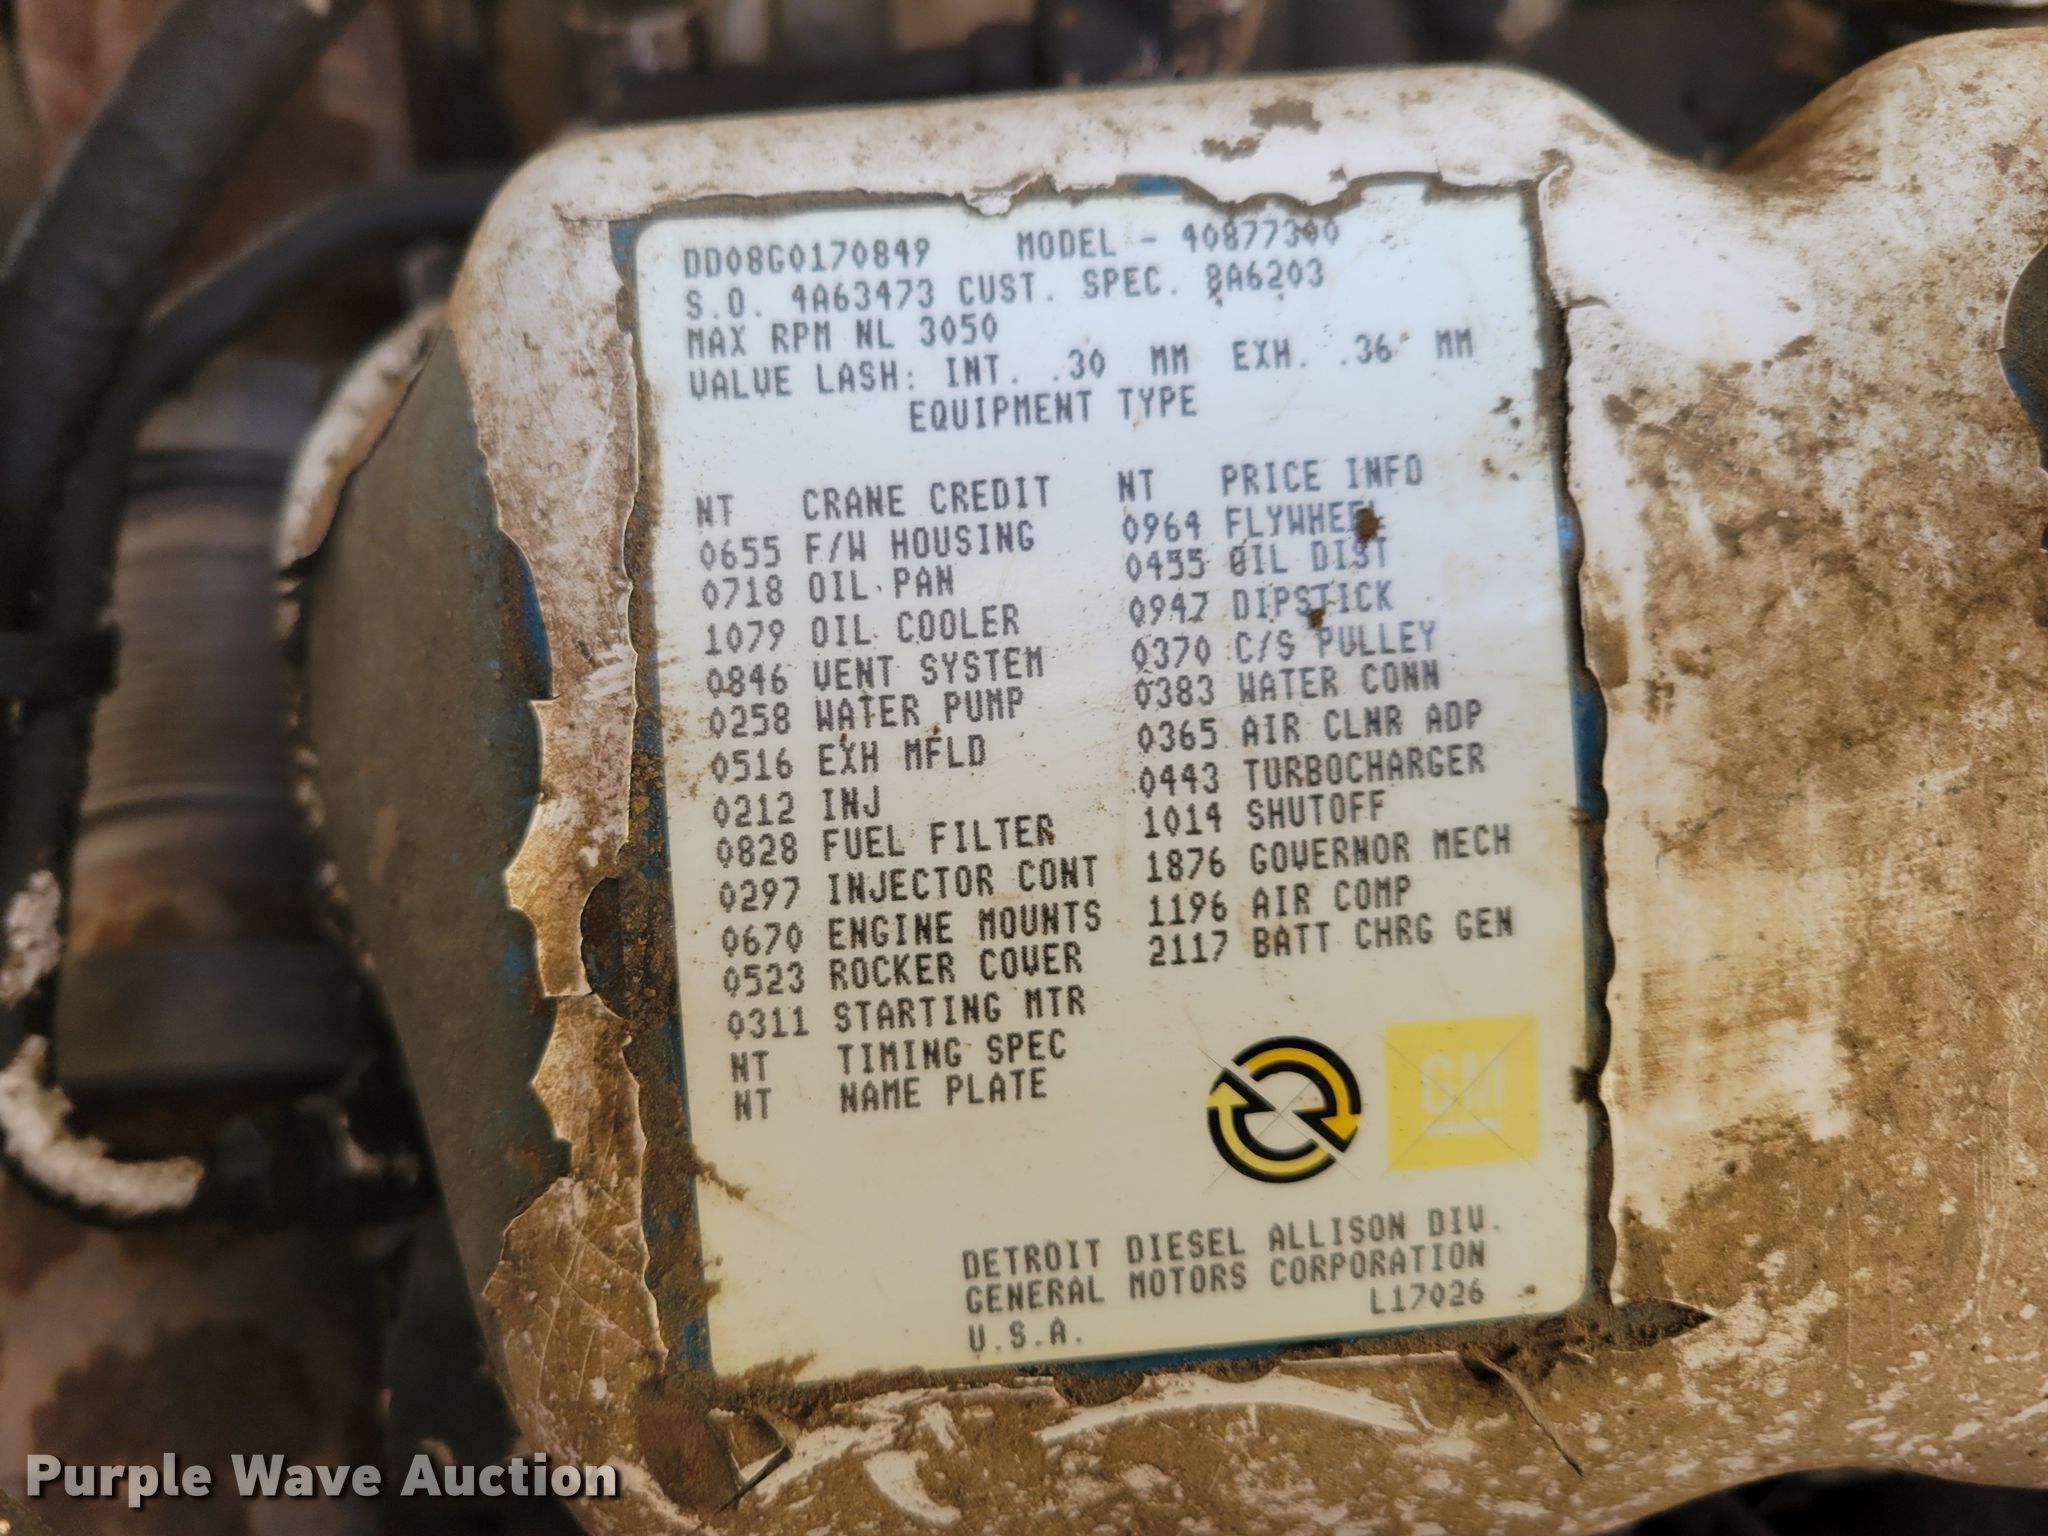 DD08G0170849 MODEL - 40877300
S.O. 4A63473 CUST. SPEC. 8A6203
MAX RPM NL 3050
VALVE LASH: INT. .30 MM EXH. .36 MM
EQUIPMENT TYPE
NT CRANE CREDIT NT PRICE INFO
0655 F/W HOUSING 0964 FLYWHEEL
0718 OIL PAN 0455 OIL DIST
1079 OIL COOLER 0947 DIPSTICK
0846 VENT SYSTEM 0370 C/S PULLEY
0258 WATER PUMP 0383 WATER CONN
0516 EXH MFLD 0365 AIR CLNR ADP
0212 INJ 0443 TURBOCHARGER
0828 FUEL FILTER 1014 SHUTOFF
0297 INJECTOR CONT 1876 GOVERNOR MECH
0670 ENGINE MOUNTS 1196 AIR COMP
0523 ROCKER COVER 2117 BATT CHRG GEN
0311 STARTING MTR
NT TIMING SPEC
NT NAME PLATE
GM
DETROIT DIESEL ALLISON DIV.
GENERAL MOTORS CORPORATION
U.S.A. L17026
Purple Wave Auction